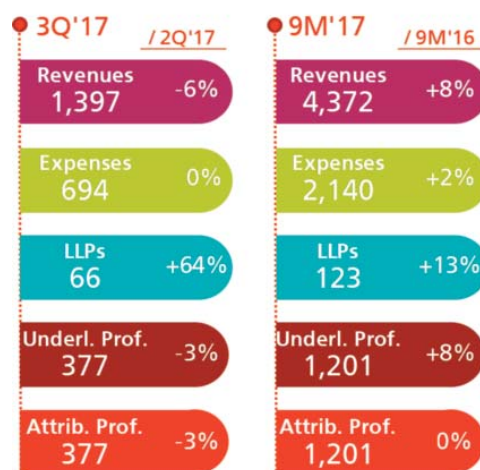 3Q'17
/ 2Q'17
Revenues
1,397
-6%
Expenses
694
0%
LLPs
66
+64%
Underl. Prof.
377
-3%
Attrib. Prof.
377
-3%
9M'17
/ 9M'16
Revenues
4,372
+8%
Expenses
2,140
+2%
LLPs
123
+13%
Underl. Prof.
1,201
+8%
Attrib. Prof.
1,201
0%